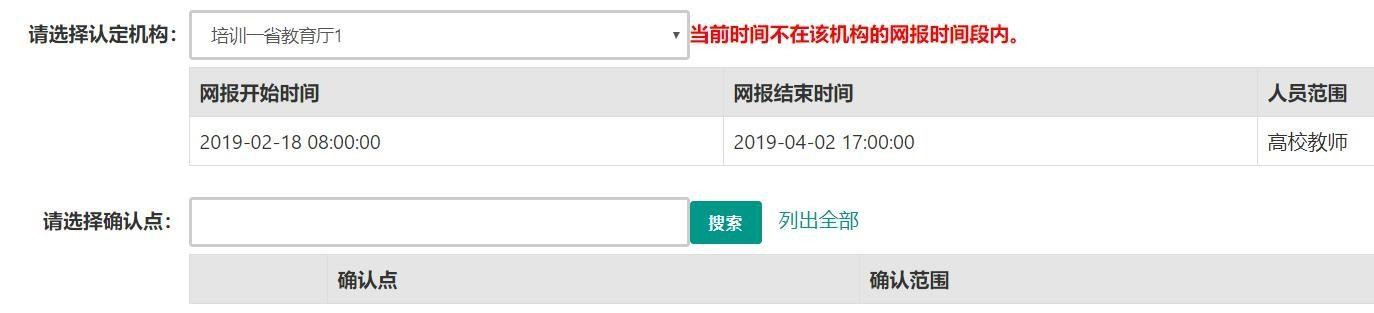 请选择认定机构： 培训一省教育厅1 当前时间不在该机构的网报时间段内。
网报开始时间 网报结束时间 人员范围
2019-02-18 08:00:00 2019-04-02 17:00:00 高校教师
请选择确认点： 搜索 列出全部
确认点 确认范围